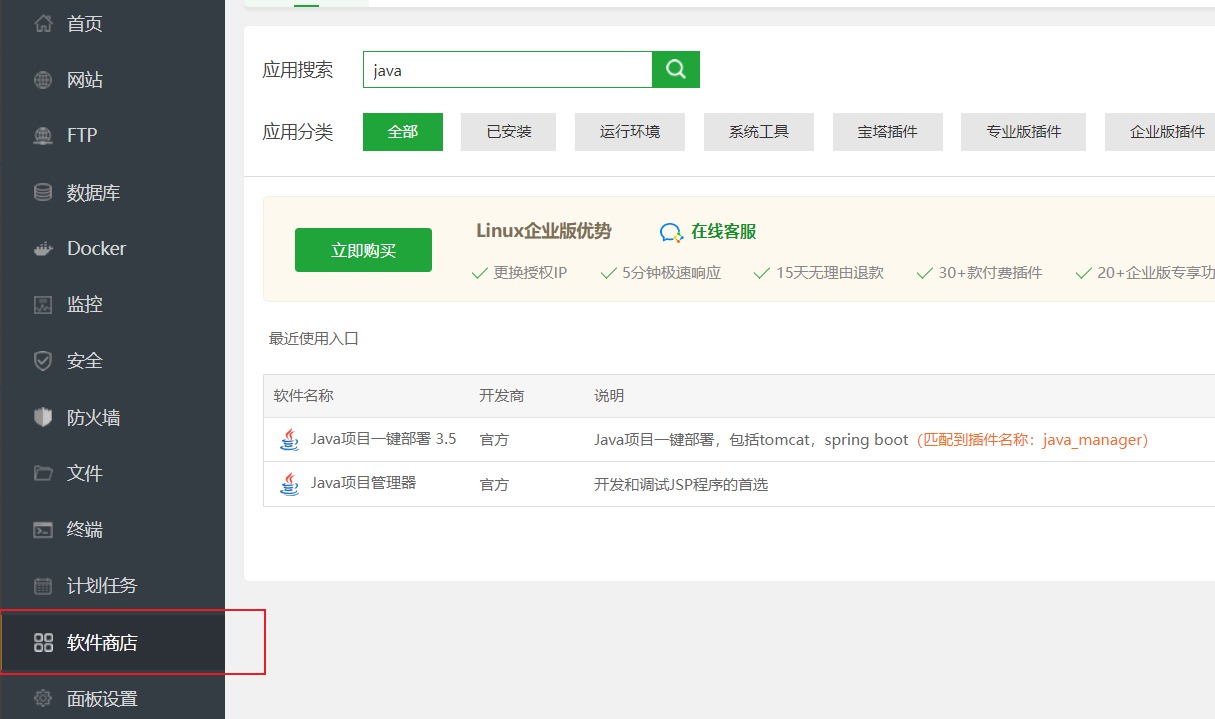 首页
网站
FTP
数据库
Docker
监控
安全
防火墙
文件
终端
计划任务
软件商店
面板设置
应用搜索 java
应用分类 全部 已安装 运行环境 系统工具 宝塔插件 专业版插件 企业版插件
立即购买
Linux企业版优势 在线客服
更换授权IP 5分钟极速响应 15天无理由退款 30+款付费插件 20+企业版专享功
最近使用入口
软件名称 开发商 说明
Java项目一键部署 3.5 官方 Java项目一键部署，包括tomcat，spring boot（匹配到插件名称：java_manager）
Java项目管理器 官方 开发和调试JSP程序的首选